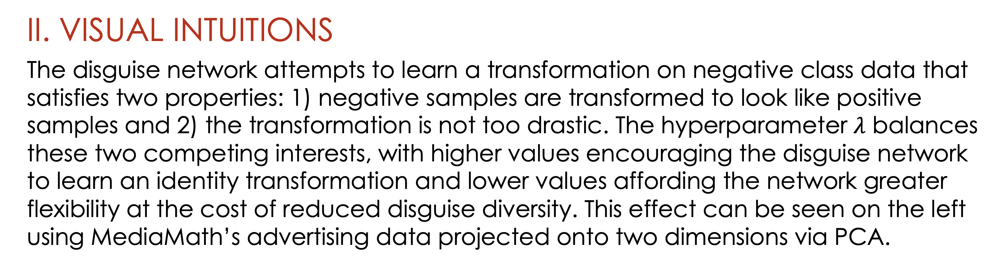 II. VISUAL INTUITIONS
The disguise network attempts to learn a transformation on negative class data that
satisfies two properties: 1) negative samples are transformed to look like positive
samples and 2) the transformation is not too drastic. The hyperparameter λ balances
these two competing interests, with higher values encouraging the disguise network
to learn an identity transformation and lower values affording the network greater
flexibility at the cost of reduced disguise diversity. This effect can be seen on the left
using MediaMath’s advertising data projected onto two dimensions via PCA.